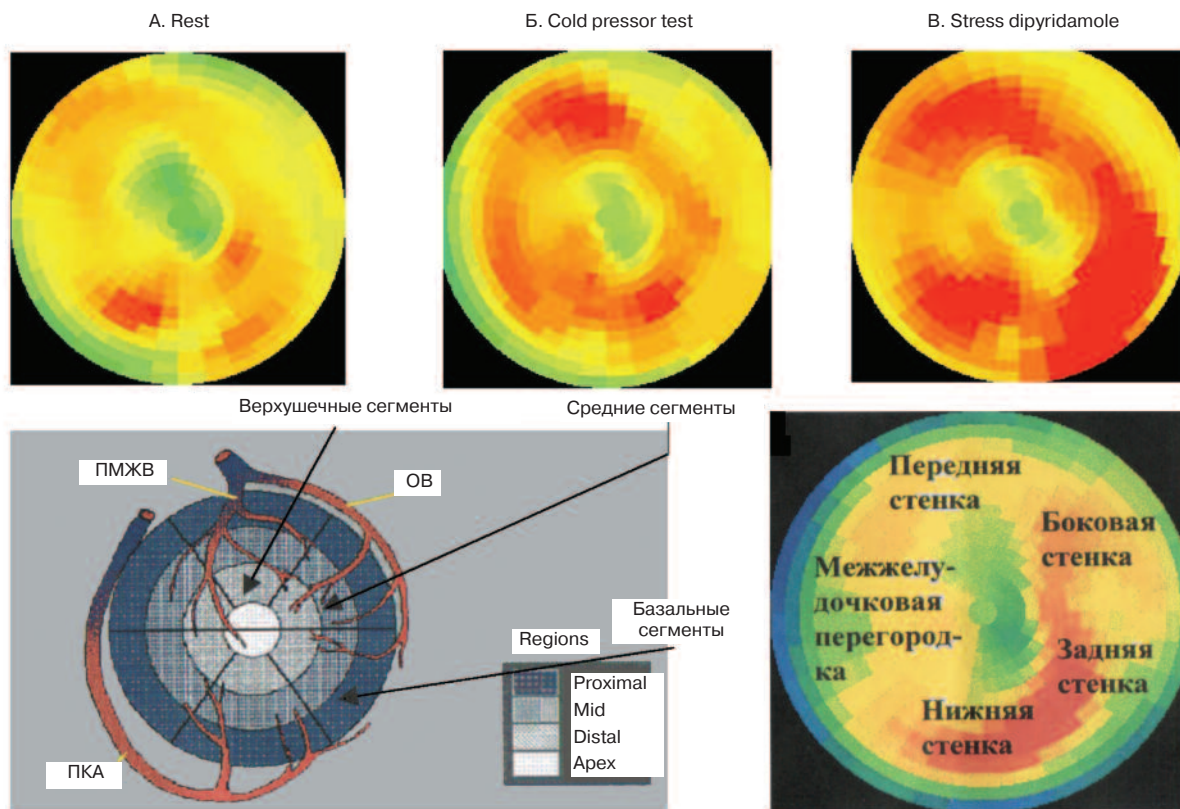 А. Rest
Б. Cold pressor test
В. Stress dipyridamole
Верхушечные сегменты
Средние сегменты
ПМЖВ
ОВ
Базальные
сегменты
Regions
Proximal
Mid
Distal
Apex
ПКА
Передняя
стенка
Боковая
стенка
Межжелу-
дочковая
перегород-
ка
Задняя
стенка
Нижняя
стенка